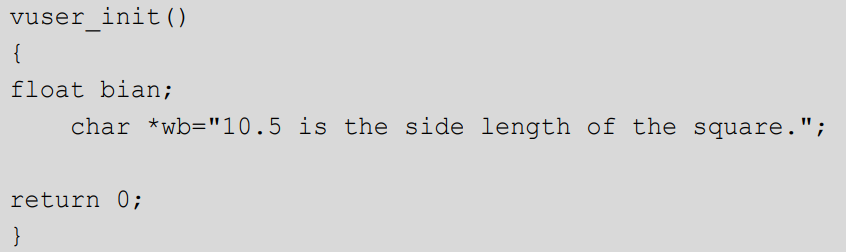 vuser_init()
{
float bian;
    char *wb="10.5 is the side length of the square.";

return 0;
}